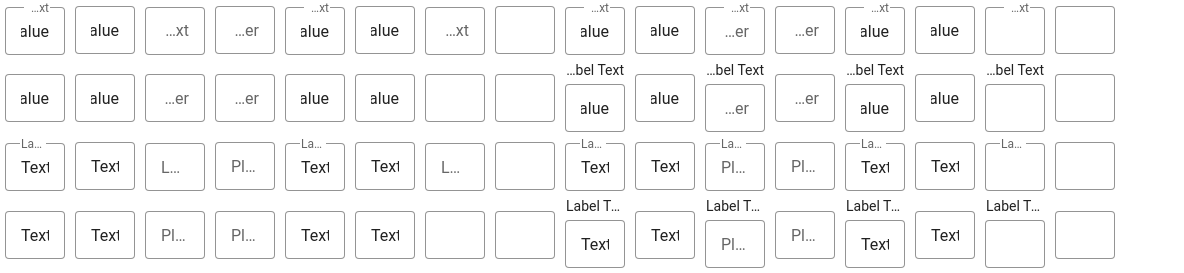 …xt …xt …xt …xt …xt …xt
alue alue …xt …er alue alue …xt alue alue …er …er alue alue
…bel Text …bel Text …bel Text …bel Text
alue alue …er …er alue alue alue alue …er …er alue alue
La… La… La… La… La… La…
Text Text L… Pl… Text Text L… Text Text Pl… Pl… Text Text
Label T… Label T… Label T… Label T…
Text Text Pl… Pl… Text Text Text Text Pl… Pl… Text Text